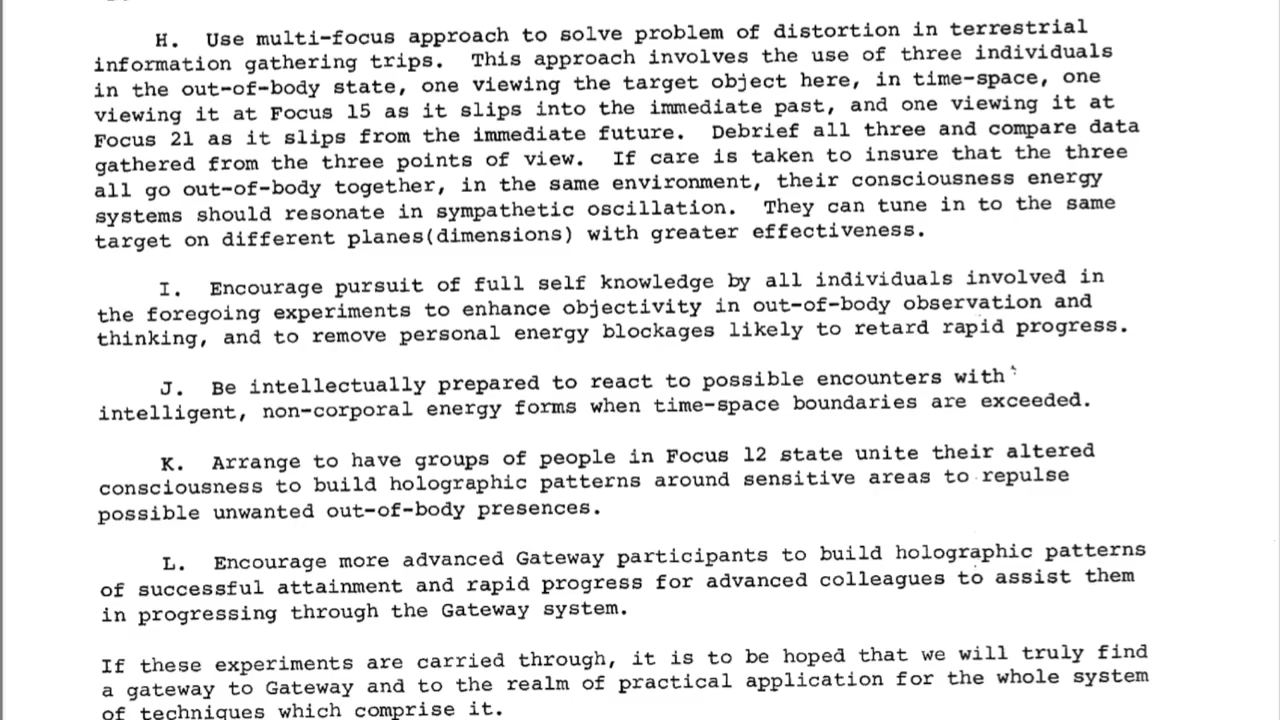 H. Use multi-focus approach to solve problem of distortion in terrestrial
information gathering trips. This approach involves the use of three individuals
in the out-of-body state, one viewing the target object here, in time-space, one
viewing it at Focus 15 as it slips into the immediate past, and one viewing it at
Focus 21 as it slips from the immediate future. Debrief all three and compare data
gathered from the three points of view. If care is taken to insure that the three
all go out-of-body together, in the same environment, their consciousness energy
systems should resonate in sympathetic oscillation. They can tune in to the same
target on different planes(dimensions) with greater effectiveness.
I. Encourage pursuit of full self knowledge by all individuals involved in
the foregoing experiments to enhance objectivity in out-of-body observation and
thinking, and to remove personal energy blockages likely to retard rapid progress.
J. Be intellectually prepared to react to possible encounters with
intelligent, non-corporal energy forms when time-space boundaries are exceeded.
K. Arrange to have groups of people in Focus 12 state unite their altered
consciousness to build holographic patterns around sensitive areas to repulse
possible unwanted out-of-body presences.
L. Encourage more advanced Gateway participants to build holographic patterns
of successful attainment and rapid progress for advanced colleagues to assist them
in progressing through the Gateway system.
If these experiments are carried through, it is to be hoped that we will truly find
a gateway to Gateway and to the realm of practical application for the whole system
of techniques which comprise it.